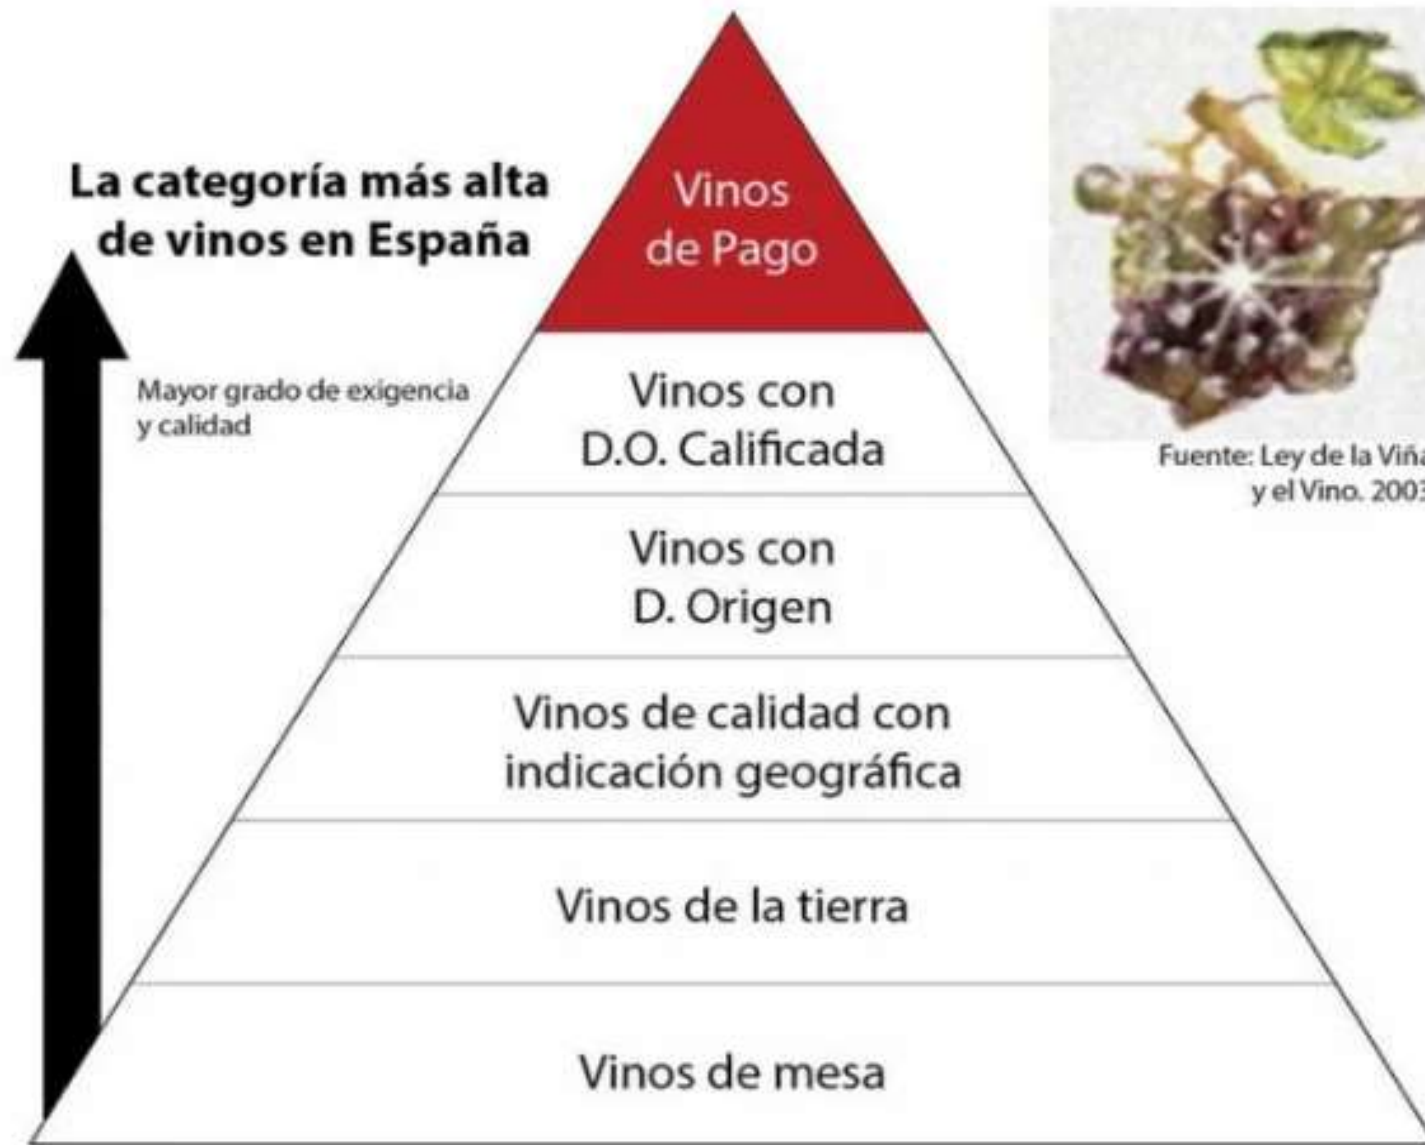 La categoría más alta
de vinos en España
Mayor grado de exigencia
y calidad
Vinos
de Pago
Vinos con
D.O. Calificada
Vinos con
D. Origen
Vinos de calidad con
indicación geográfica
Vinos de la tierra
Vinos de mesa
Fuente: Ley de la Viña
y el Vino. 2003